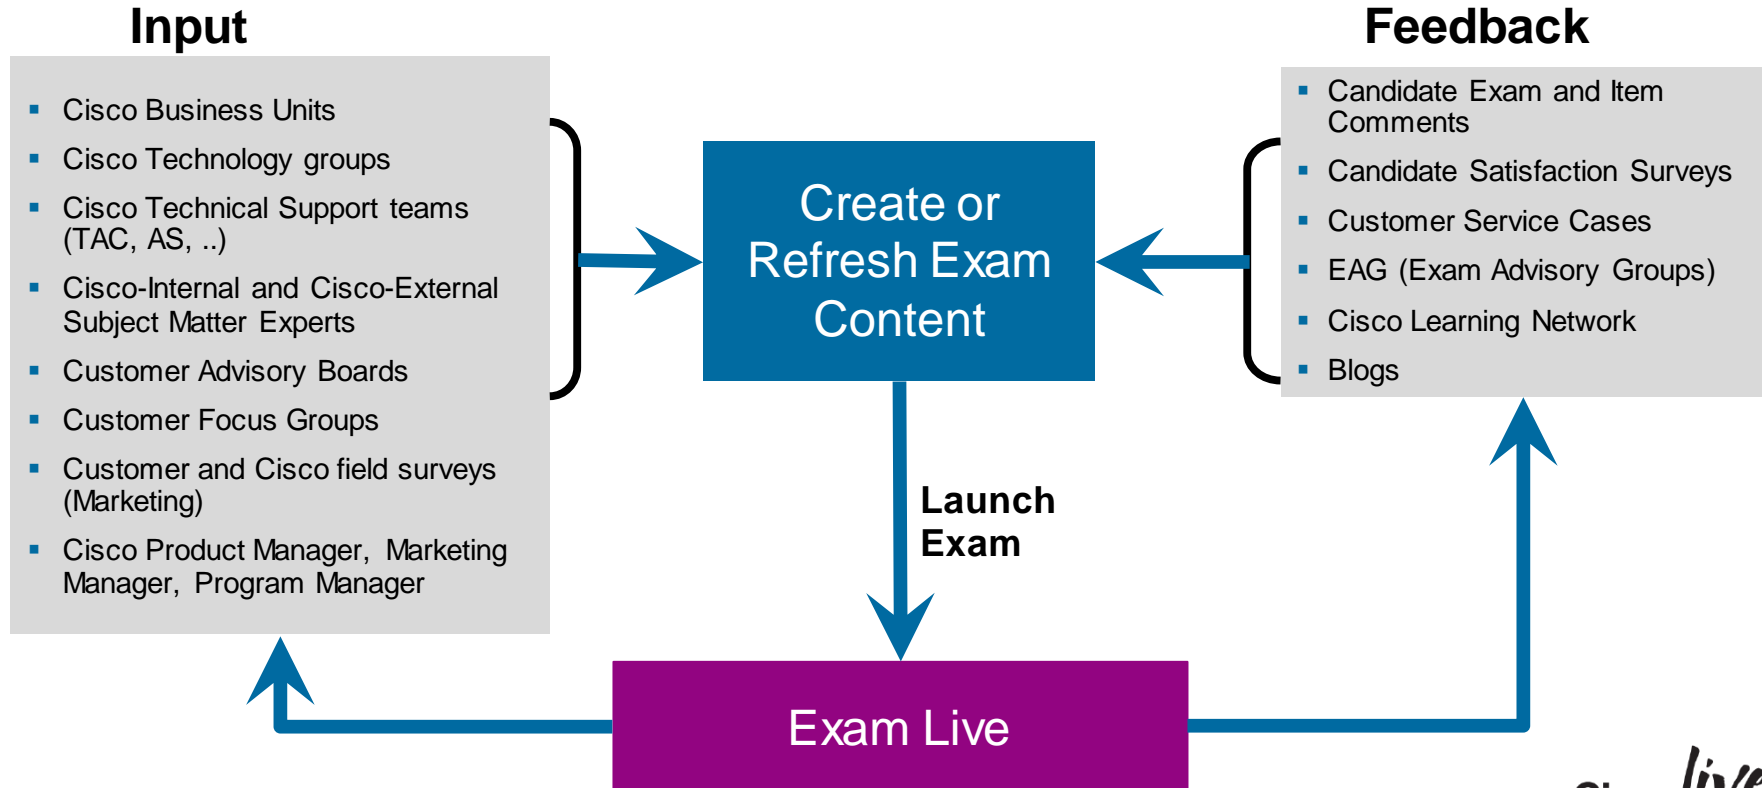 Input
Cisco Business Units
Cisco Technology groups
Cisco Technical Support teams
(TAC, AS, ..)
Cisco-Internal and Cisco-External
Subject Matter Experts
Customer Advisory Boards
Customer Focus Groups
Customer and Cisco field surveys
(Marketing)
Cisco Product Manager, Marketing
Manager, Program Manager
Create or
Refresh Exam
Content
Launch
Exam
Exam Live
Feedback
Candidate Exam and Item
Comments
Candidate Satisfaction Surveys
Customer Service Cases
EAG (Exam Advisory Groups)
Cisco Learning Network
Blogs